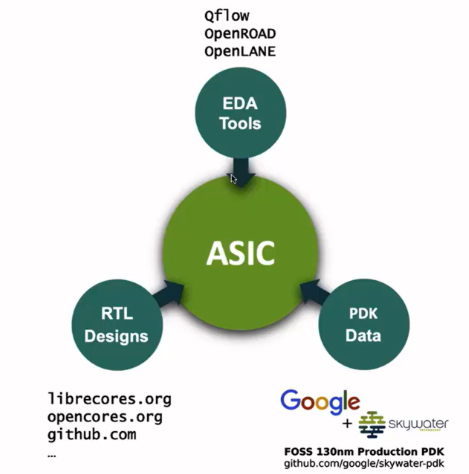 Qflow
OpenROAD
OpenLANE
EDA
Tools
ASIC
RTL
Designs
PDK
Data
librecores.org
opencores.org
github.com
…
Google
+ skywater
FOSS 130nm Production PDK
github.com/google/skywater-pdk